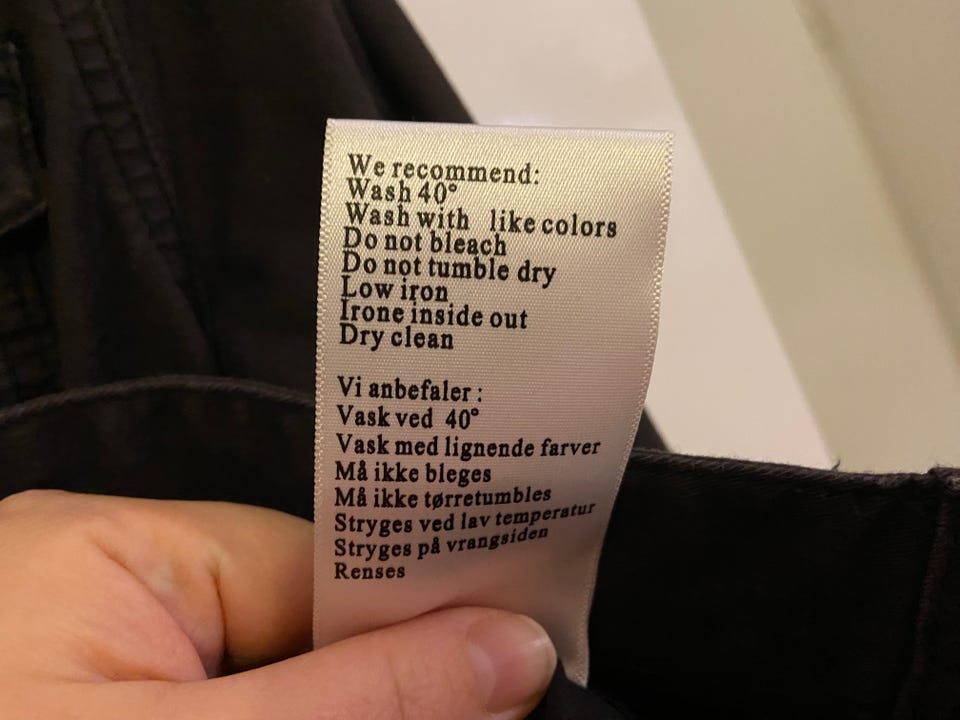 We recommend:
Wash 40°
Wash with like colors
Do not bleach
Do not tumble dry
Low iron
Irone inside out
Dry clean
Vi anbefaler :
Vask ved 40°
Vask med lignende farver
Må ikke bleges
Må ikke tørretumbles
Stryges ved lav temperatur
Stryges på vrangsiden
Renses